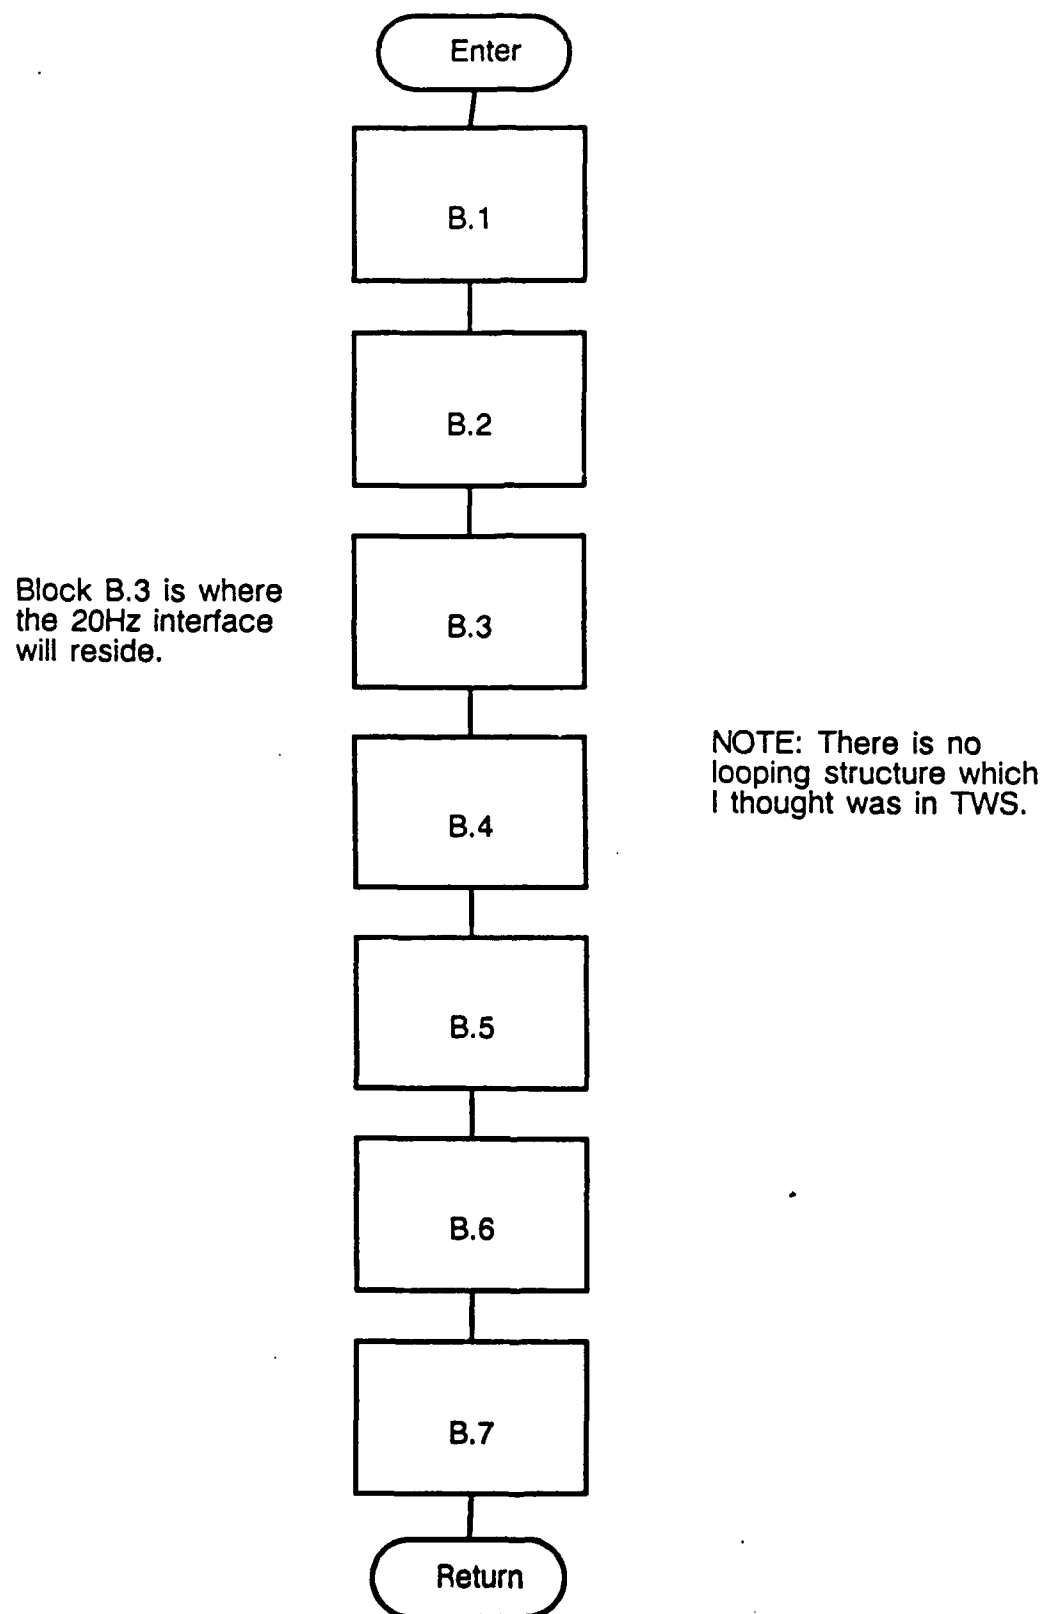 Enter
B.1
B.2
Block B.3 is where
the 20Hz interface
will reside.
B.3
NOTE: There is no
looping structure which
I thought was in TWS.
B.4
B.5
B.6
B.7
Return